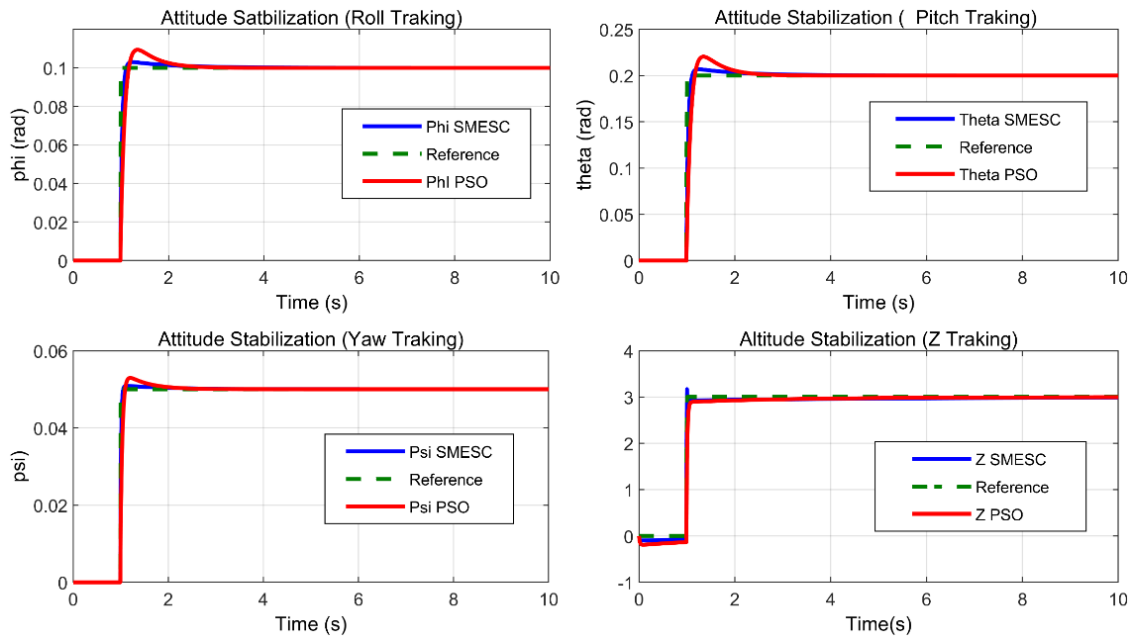 Attitude Satbilization (Roll Traking)
0.1
0.08
0.06
0.04
0.02
0
phi (rad)
Phi SMESC
Reference
PhI PSO
0 2 4 6 8 10
Time (s)
Attitude Stabilization ( Pitch Traking)
0.25
0.2
0.15
0.10
0.05
0
theta (rad)
Theta SMESC
Reference
Theta PSO
0 2 4 6 8 10
Time (s)
Attitude Stabilization (Yaw Traking)
0.06
0.04
0.02
0
psi)
Psi SMESC
Reference
Psi PSO
0 2 4 6 8 10
Time (s)
Altitude Stabilization (Z Traking)
4
3
2
1
0
-1
Z SMESC
Reference
Z PSO
0 2 4 6 8 10
Time(s)